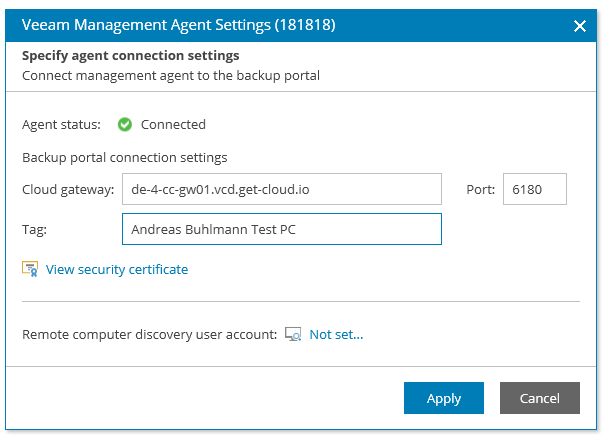 Veeam Management Agent Settings (181818)
Specify agent connection settings
Connect management agent to the backup portal
Agent status: Connected
Backup portal connection settings
Cloud gateway: de-4-cc-gw01.vcd.get-cloud.io Port: 6180
Tag: Andreas Buhlmann Test PC
View security certificate
Remote computer discovery user account: Not set...
Apply Cancel